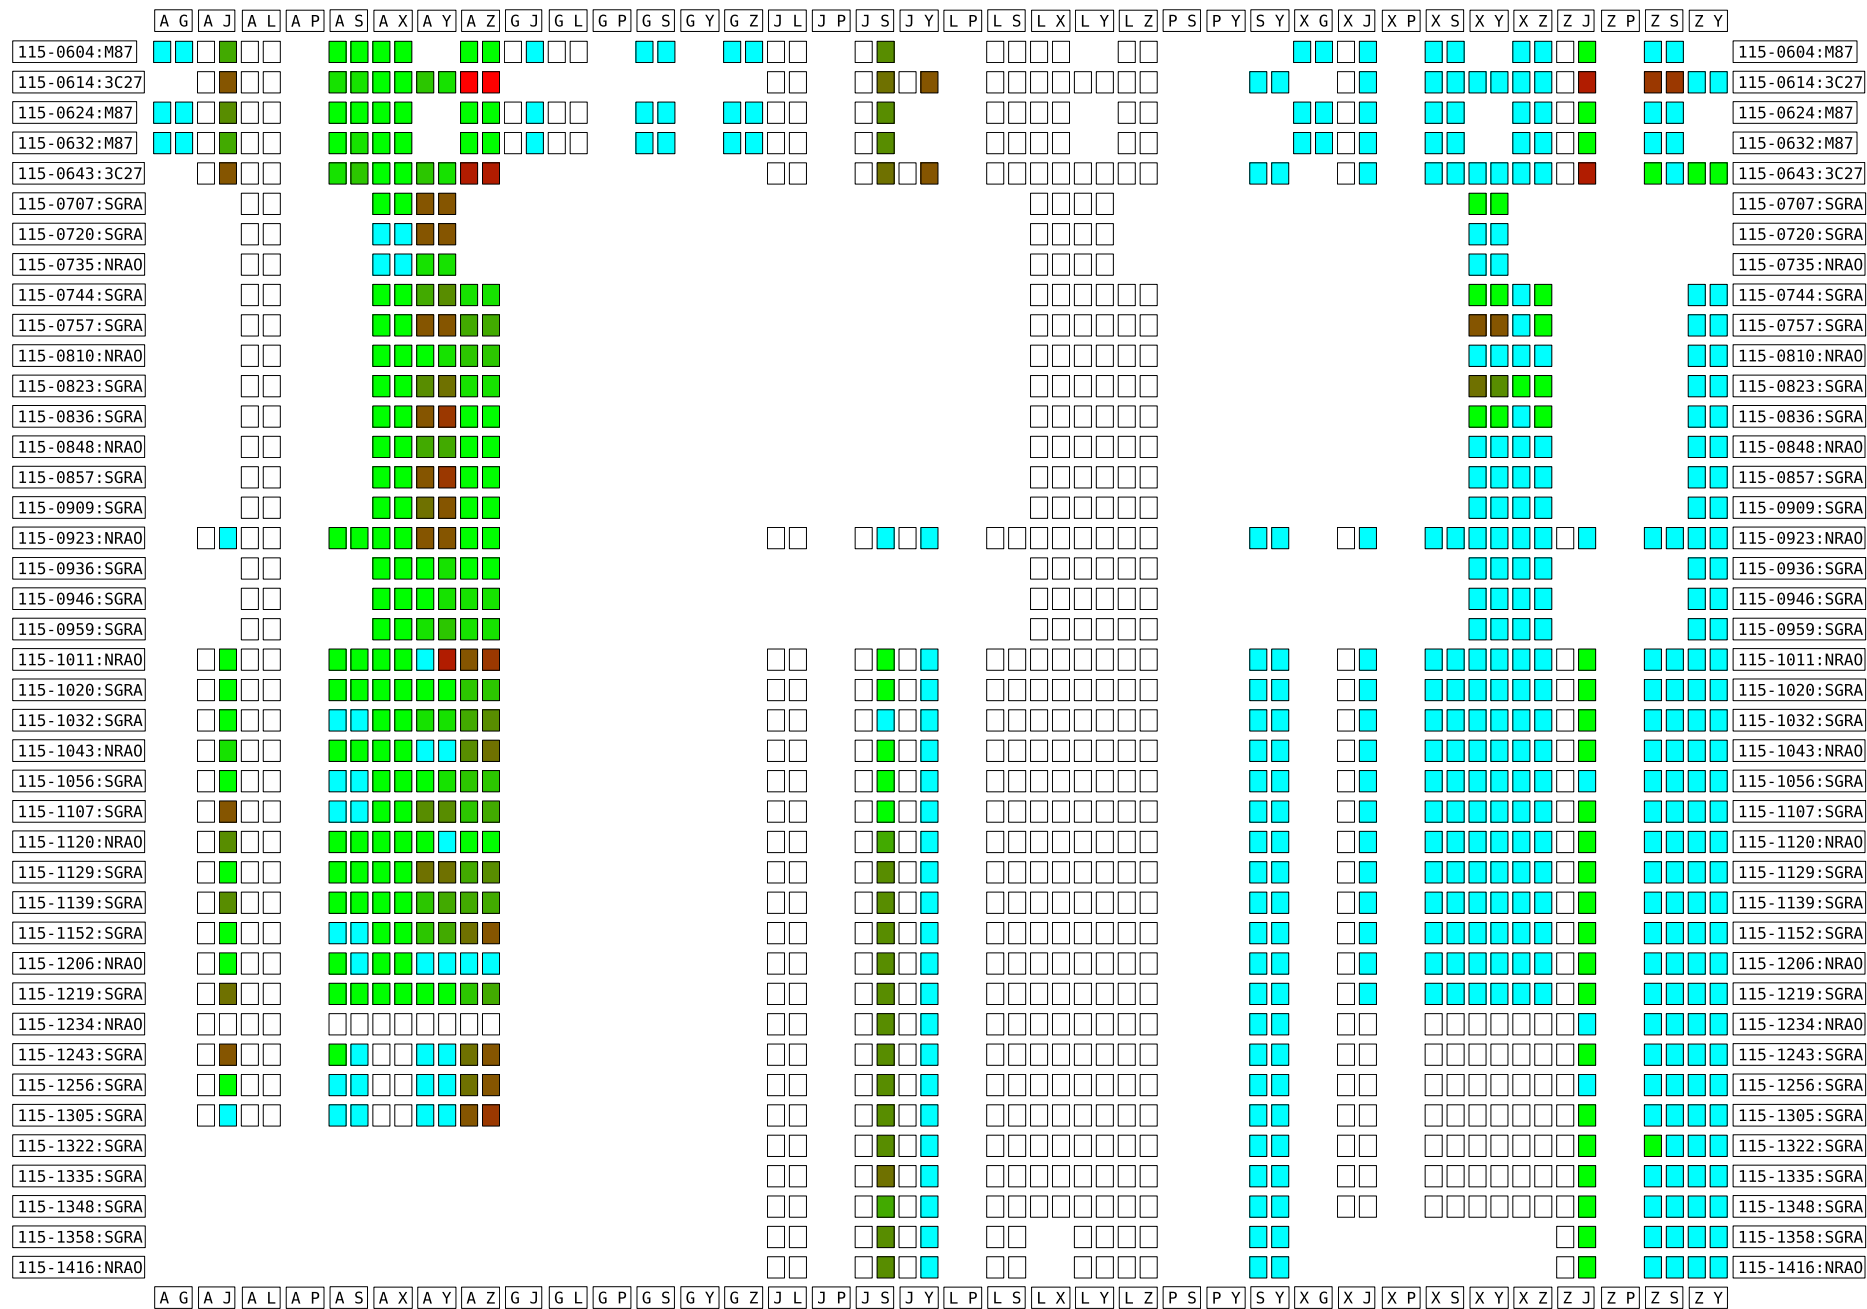 A G A J A L A P A S A X A Y A Z G J G L G P G S G Y G Z J L J P J S J Y L P L S L X L Y L Z P S P Y S Y X G X J X P X S X Y X Z Z J Z P Z S Z Y
115-0604:M87 115-0604:M87
115-0614:3C27 115-0614:3C27
115-0624:M87 115-0624:M87
115-0632:M87 115-0632:M87
115-0643:3C27 115-0643:3C27
115-0707:SGRA 115-0707:SGRA
115-0720:SGRA 115-0720:SGRA
115-0735:NRAO 115-0735:NRAO
115-0744:SGRA 115-0744:SGRA
115-0757:SGRA 115-0757:SGRA
115-0810:NRAO 115-0810:NRAO
115-0823:SGRA 115-0823:SGRA
115-0836:SGRA 115-0836:SGRA
115-0848:NRAO 115-0848:NRAO
115-0857:SGRA 115-0857:SGRA
115-0909:SGRA 115-0909:SGRA
115-0923:NRAO 115-0923:NRAO
115-0936:SGRA 115-0936:SGRA
115-0946:SGRA 115-0946:SGRA
115-0959:SGRA 115-0959:SGRA
115-1011:NRAO 115-1011:NRAO
115-1020:SGRA 115-1020:SGRA
115-1032:SGRA 115-1032:SGRA
115-1043:NRAO 115-1043:NRAO
115-1056:SGRA 115-1056:SGRA
115-1107:SGRA 115-1107:SGRA
115-1120:NRAO 115-1120:NRAO
115-1129:SGRA 115-1129:SGRA
115-1139:SGRA 115-1139:SGRA
115-1152:SGRA 115-1152:SGRA
115-1206:NRAO 115-1206:NRAO
115-1219:SGRA 115-1219:SGRA
115-1234:NRAO 115-1234:NRAO
115-1243:SGRA 115-1243:SGRA
115-1256:SGRA 115-1256:SGRA
115-1305:SGRA 115-1305:SGRA
115-1322:SGRA 115-1322:SGRA
115-1335:SGRA 115-1335:SGRA
115-1348:SGRA 115-1348:SGRA
115-1358:SGRA 115-1358:SGRA
115-1416:NRAO 115-1416:NRAO
A G A J A L A P A S A X A Y A Z G J G L G P G S G Y G Z J L J P J S J Y L P L S L X L Y L Z P S P Y S Y X G X J X P X S X Y X Z Z J Z P Z S Z Y